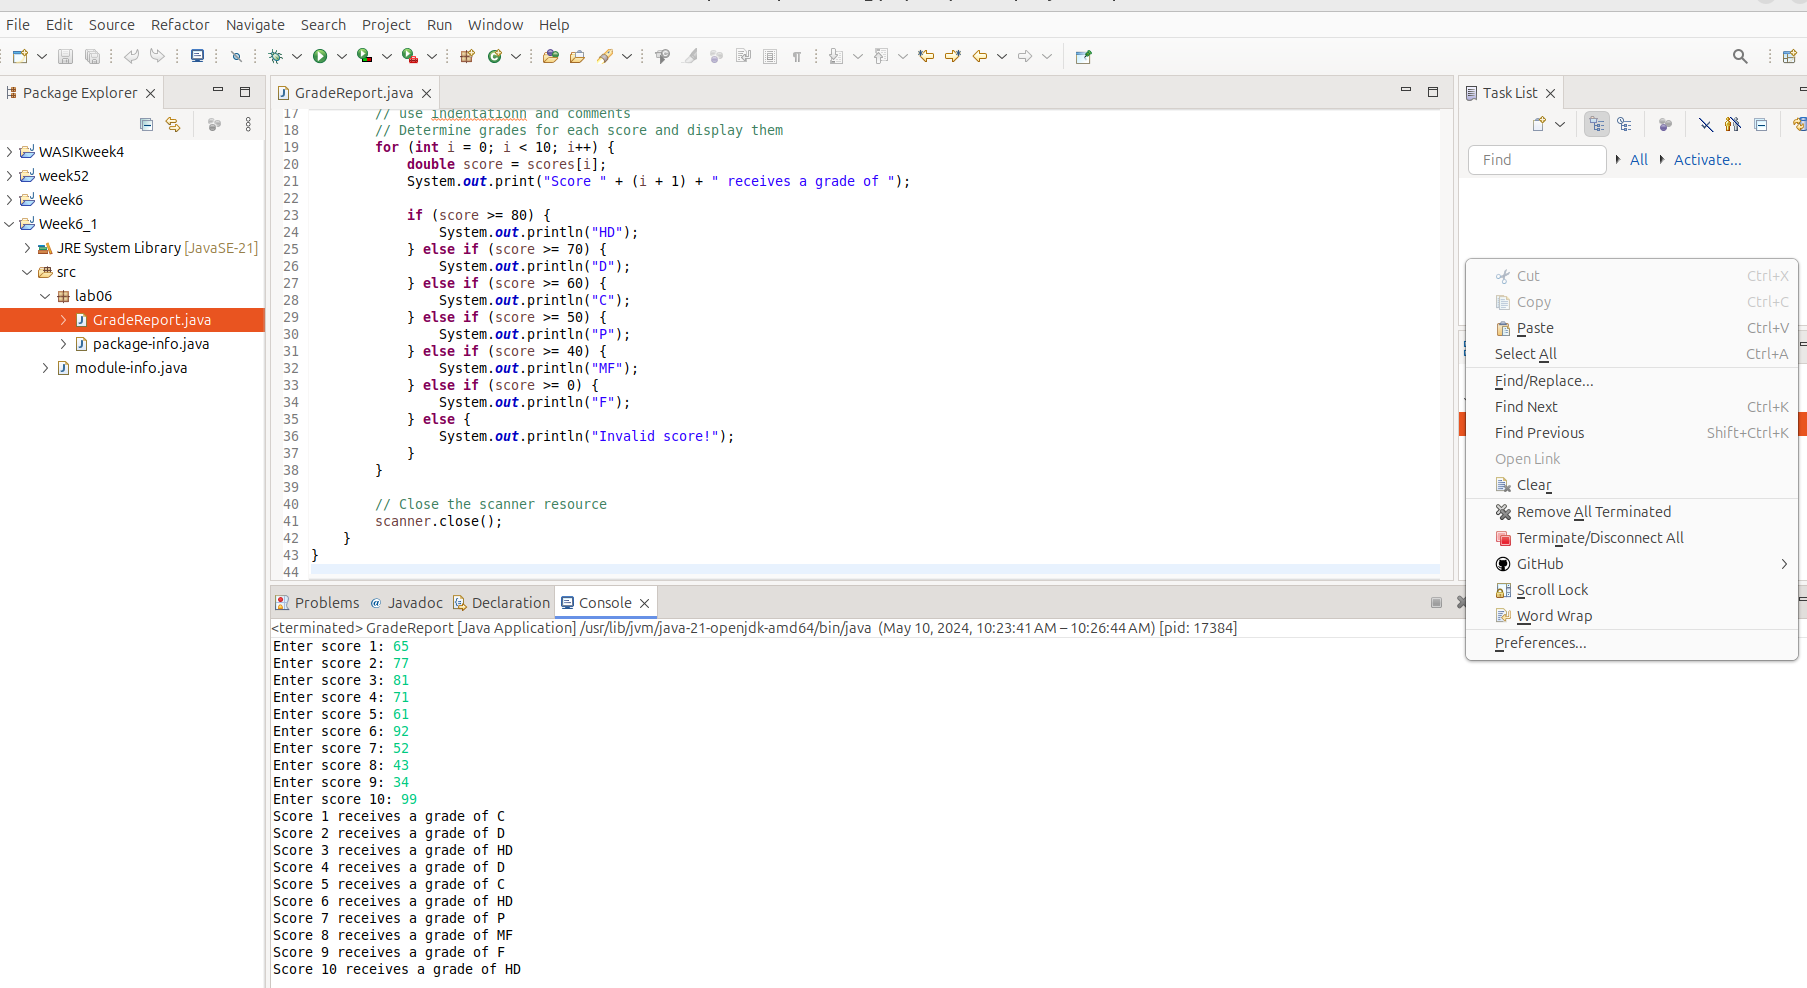 File Edit Source Refactor Navigate Search Project Run Window Help
Package Explorer
WASIKweek4
week52
Week6
Week6_1
JRE System Library [JavaSE-21]
src
lab06
GradeReport.java
package-info.java
module-info.java
GradeReport.java
17 // use indentationn and comments
18 // Determine grades for each score and display them
19 for (int i = 0; i < 10; i++) {
20 double score = scores[i];
21 System.out.print("Score " + (i + 1) + " receives a grade of ");
22
23 if (score >= 80) {
24 System.out.println("HD");
25 } else if (score >= 70) {
26 System.out.println("D");
27 } else if (score >= 60) {
28 System.out.println("C");
29 } else if (score >= 50) {
30 System.out.println("P");
31 } else if (score >= 40) {
32 System.out.println("MF");
33 } else if (score >= 0) {
34 System.out.println("F");
35 } else {
36 System.out.println("Invalid score!");
37 }
38 }
39
40 // Close the scanner resource
41 scanner.close();
42 }
43 }
44
Problems @ Javadoc Declaration Console
<terminated> GradeReport [Java Application] /usr/lib/jvm/java-21-openjdk-amd64/bin/java (May 10, 2024, 10:23:41 AM – 10:26:44 AM) [pid: 17384]
Enter score 1: 65
Enter score 2: 77
Enter score 3: 81
Enter score 4: 71
Enter score 5: 61
Enter score 6: 92
Enter score 7: 52
Enter score 8: 43
Enter score 9: 34
Enter score 10: 99
Score 1 receives a grade of C
Score 2 receives a grade of D
Score 3 receives a grade of HD
Score 4 receives a grade of D
Score 5 receives a grade of C
Score 6 receives a grade of HD
Score 7 receives a grade of P
Score 8 receives a grade of MF
Score 9 receives a grade of F
Score 10 receives a grade of HD
Task List
Find All Activate...
Cut Ctrl+X
Copy Ctrl+C
Paste Ctrl+V
Select All Ctrl+A
Find/Replace...
Find Next Ctrl+K
Find Previous Shift+Ctrl+K
Open Link
Clear
Remove All Terminated
Terminate/Disconnect All
GitHub
Scroll Lock
Word Wrap
Preferences...